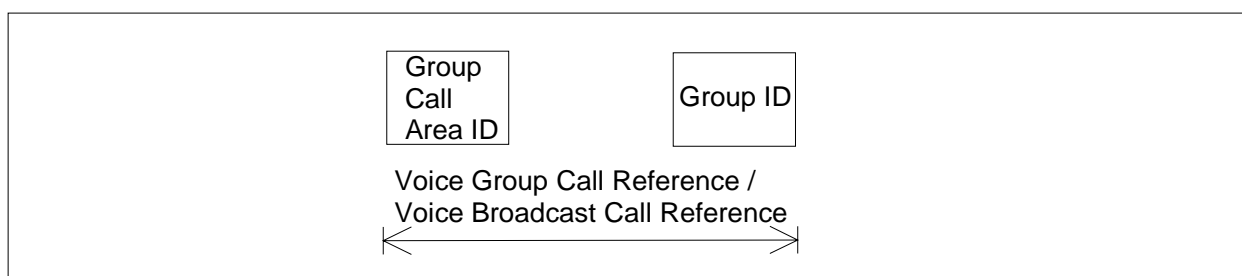 Group
Call
Area ID
Group ID
Voice Group Call Reference /
Voice Broadcast Call Reference